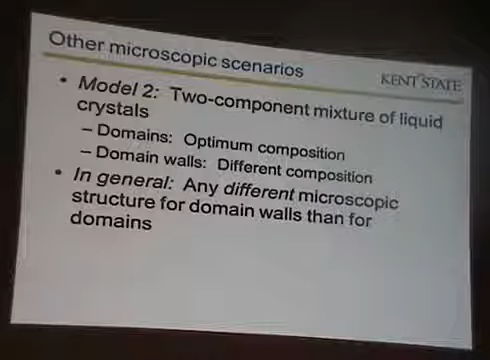 Other microscopic scenarios
KENT STATE
• Model 2: Two-component mixture of liquid
crystals
– Domains: Optimum composition
– Domain walls: Different composition
• In general: Any different microscopic
structure for domain walls than for
domains